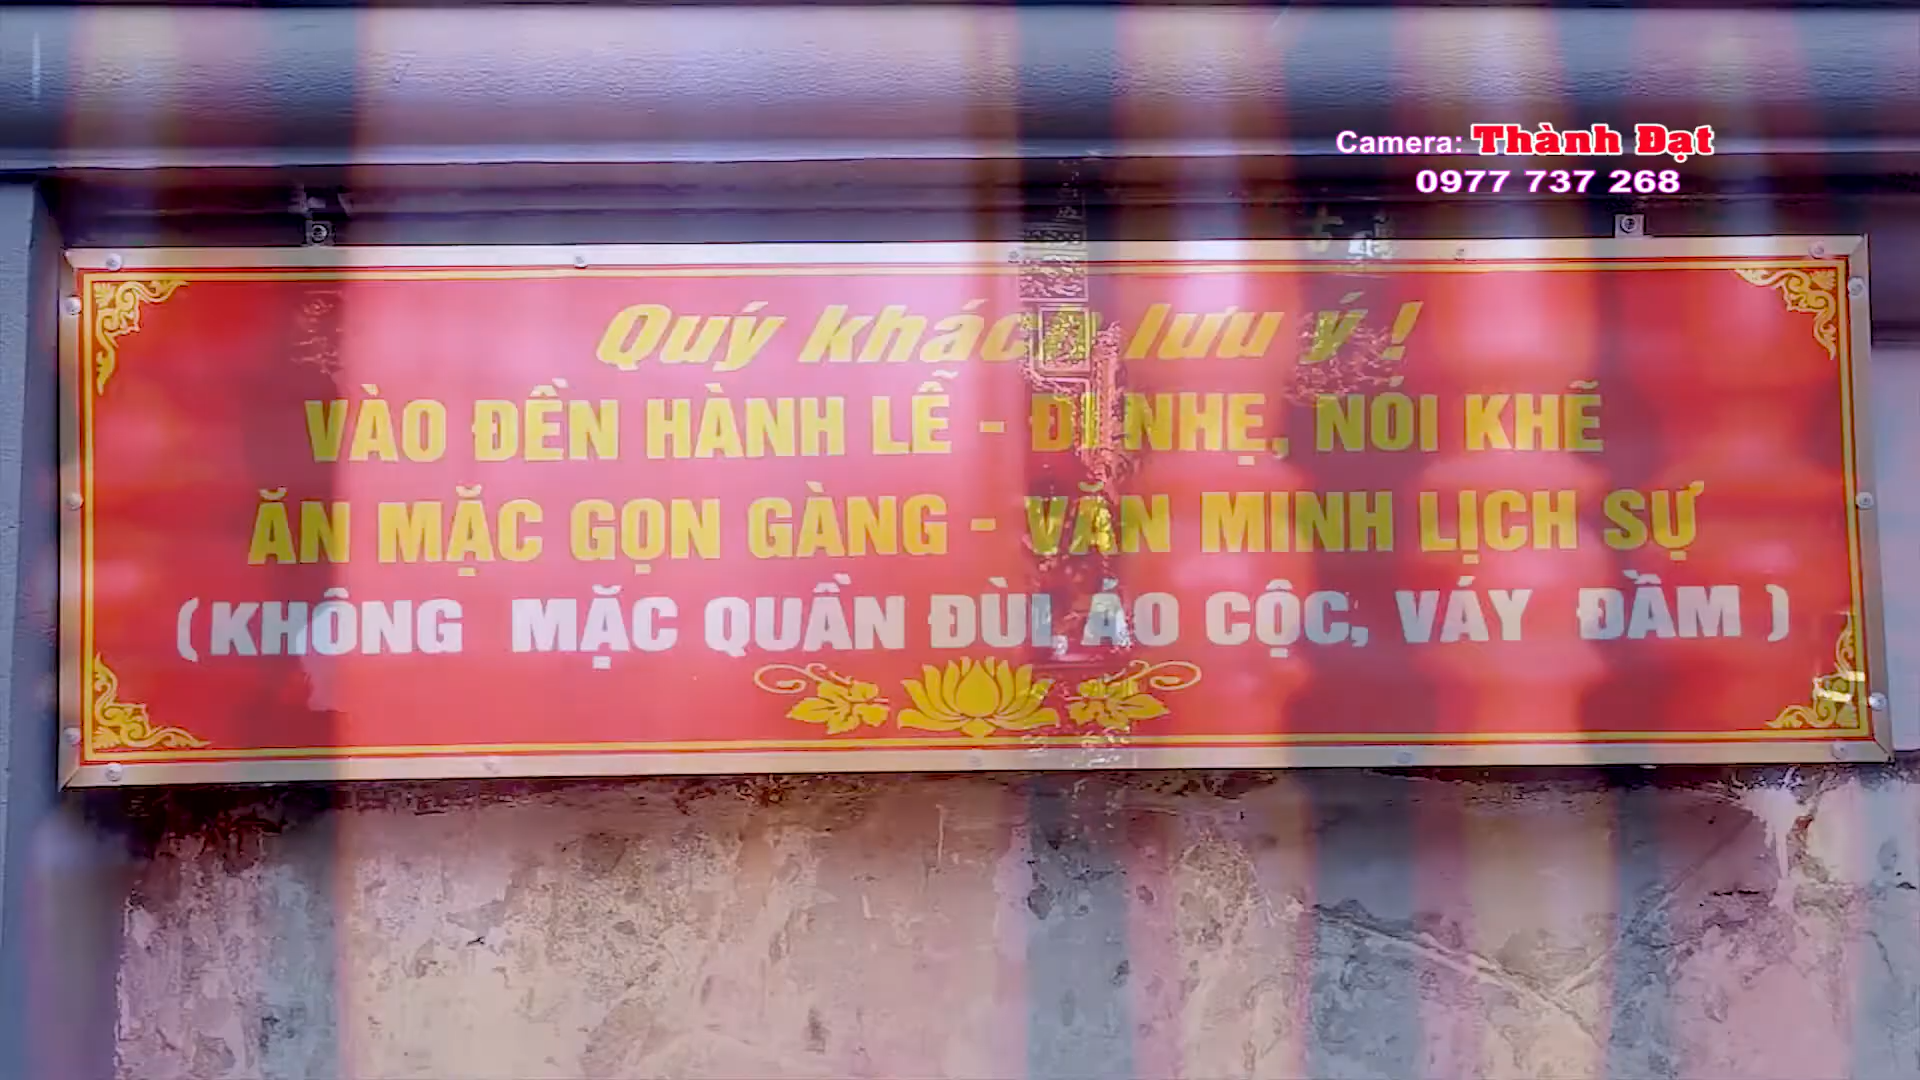 Camera: Thành Đạt
0977 737 268
Quý khách lưu ý !
VÀO ĐỀN HÀNH LỄ - ĐI NHẸ, NÓI KHẼ
ĂN MẶC GỌN GÀNG - VĂN MINH LỊCH SỰ
( KHÔNG MẶC QUẦN ĐÙI, ÁO CỘC, VÁY ĐẦM )